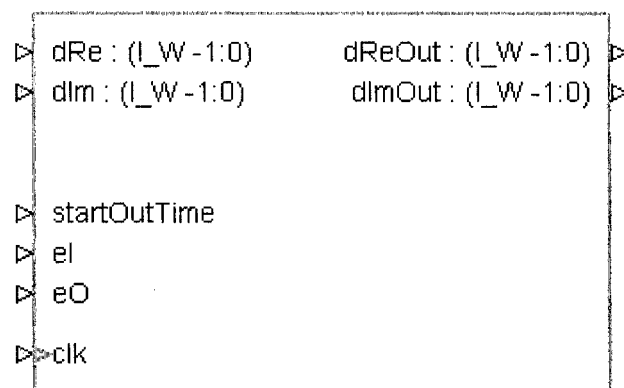 dRe : (I_W -1:0) dReOut : (I_W -1:0)
dIm : (I_W -1:0) dImOut : (I_W -1:0)
startOutTime
eI
eO
clk